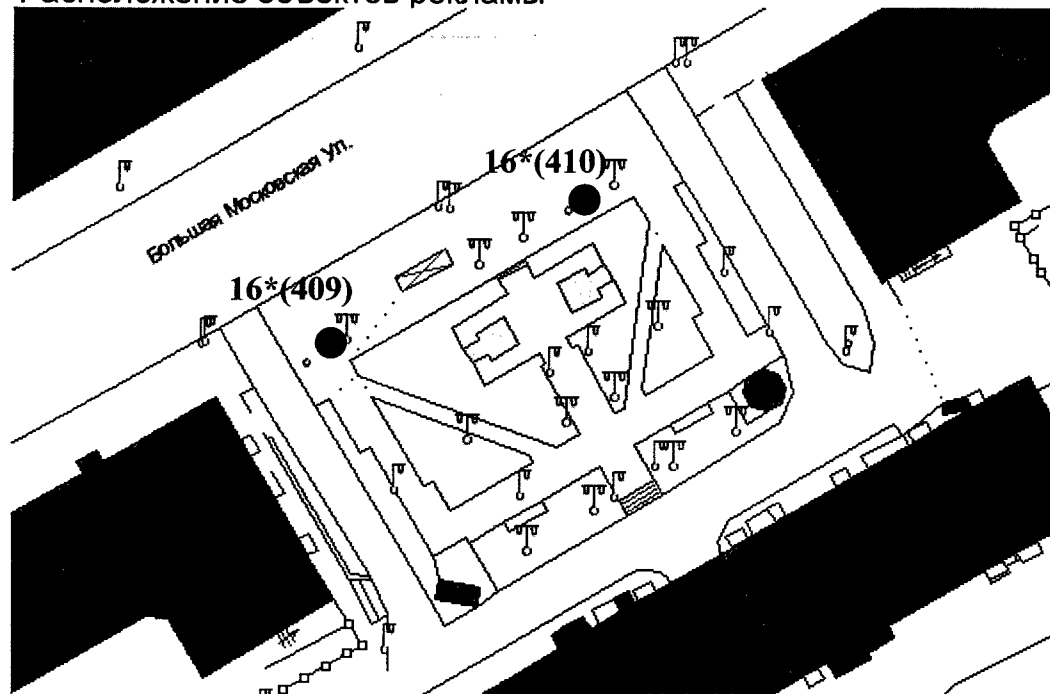 Расположение объектов рекламы
16*(410)
Большая Московская Ул.
16*(409)